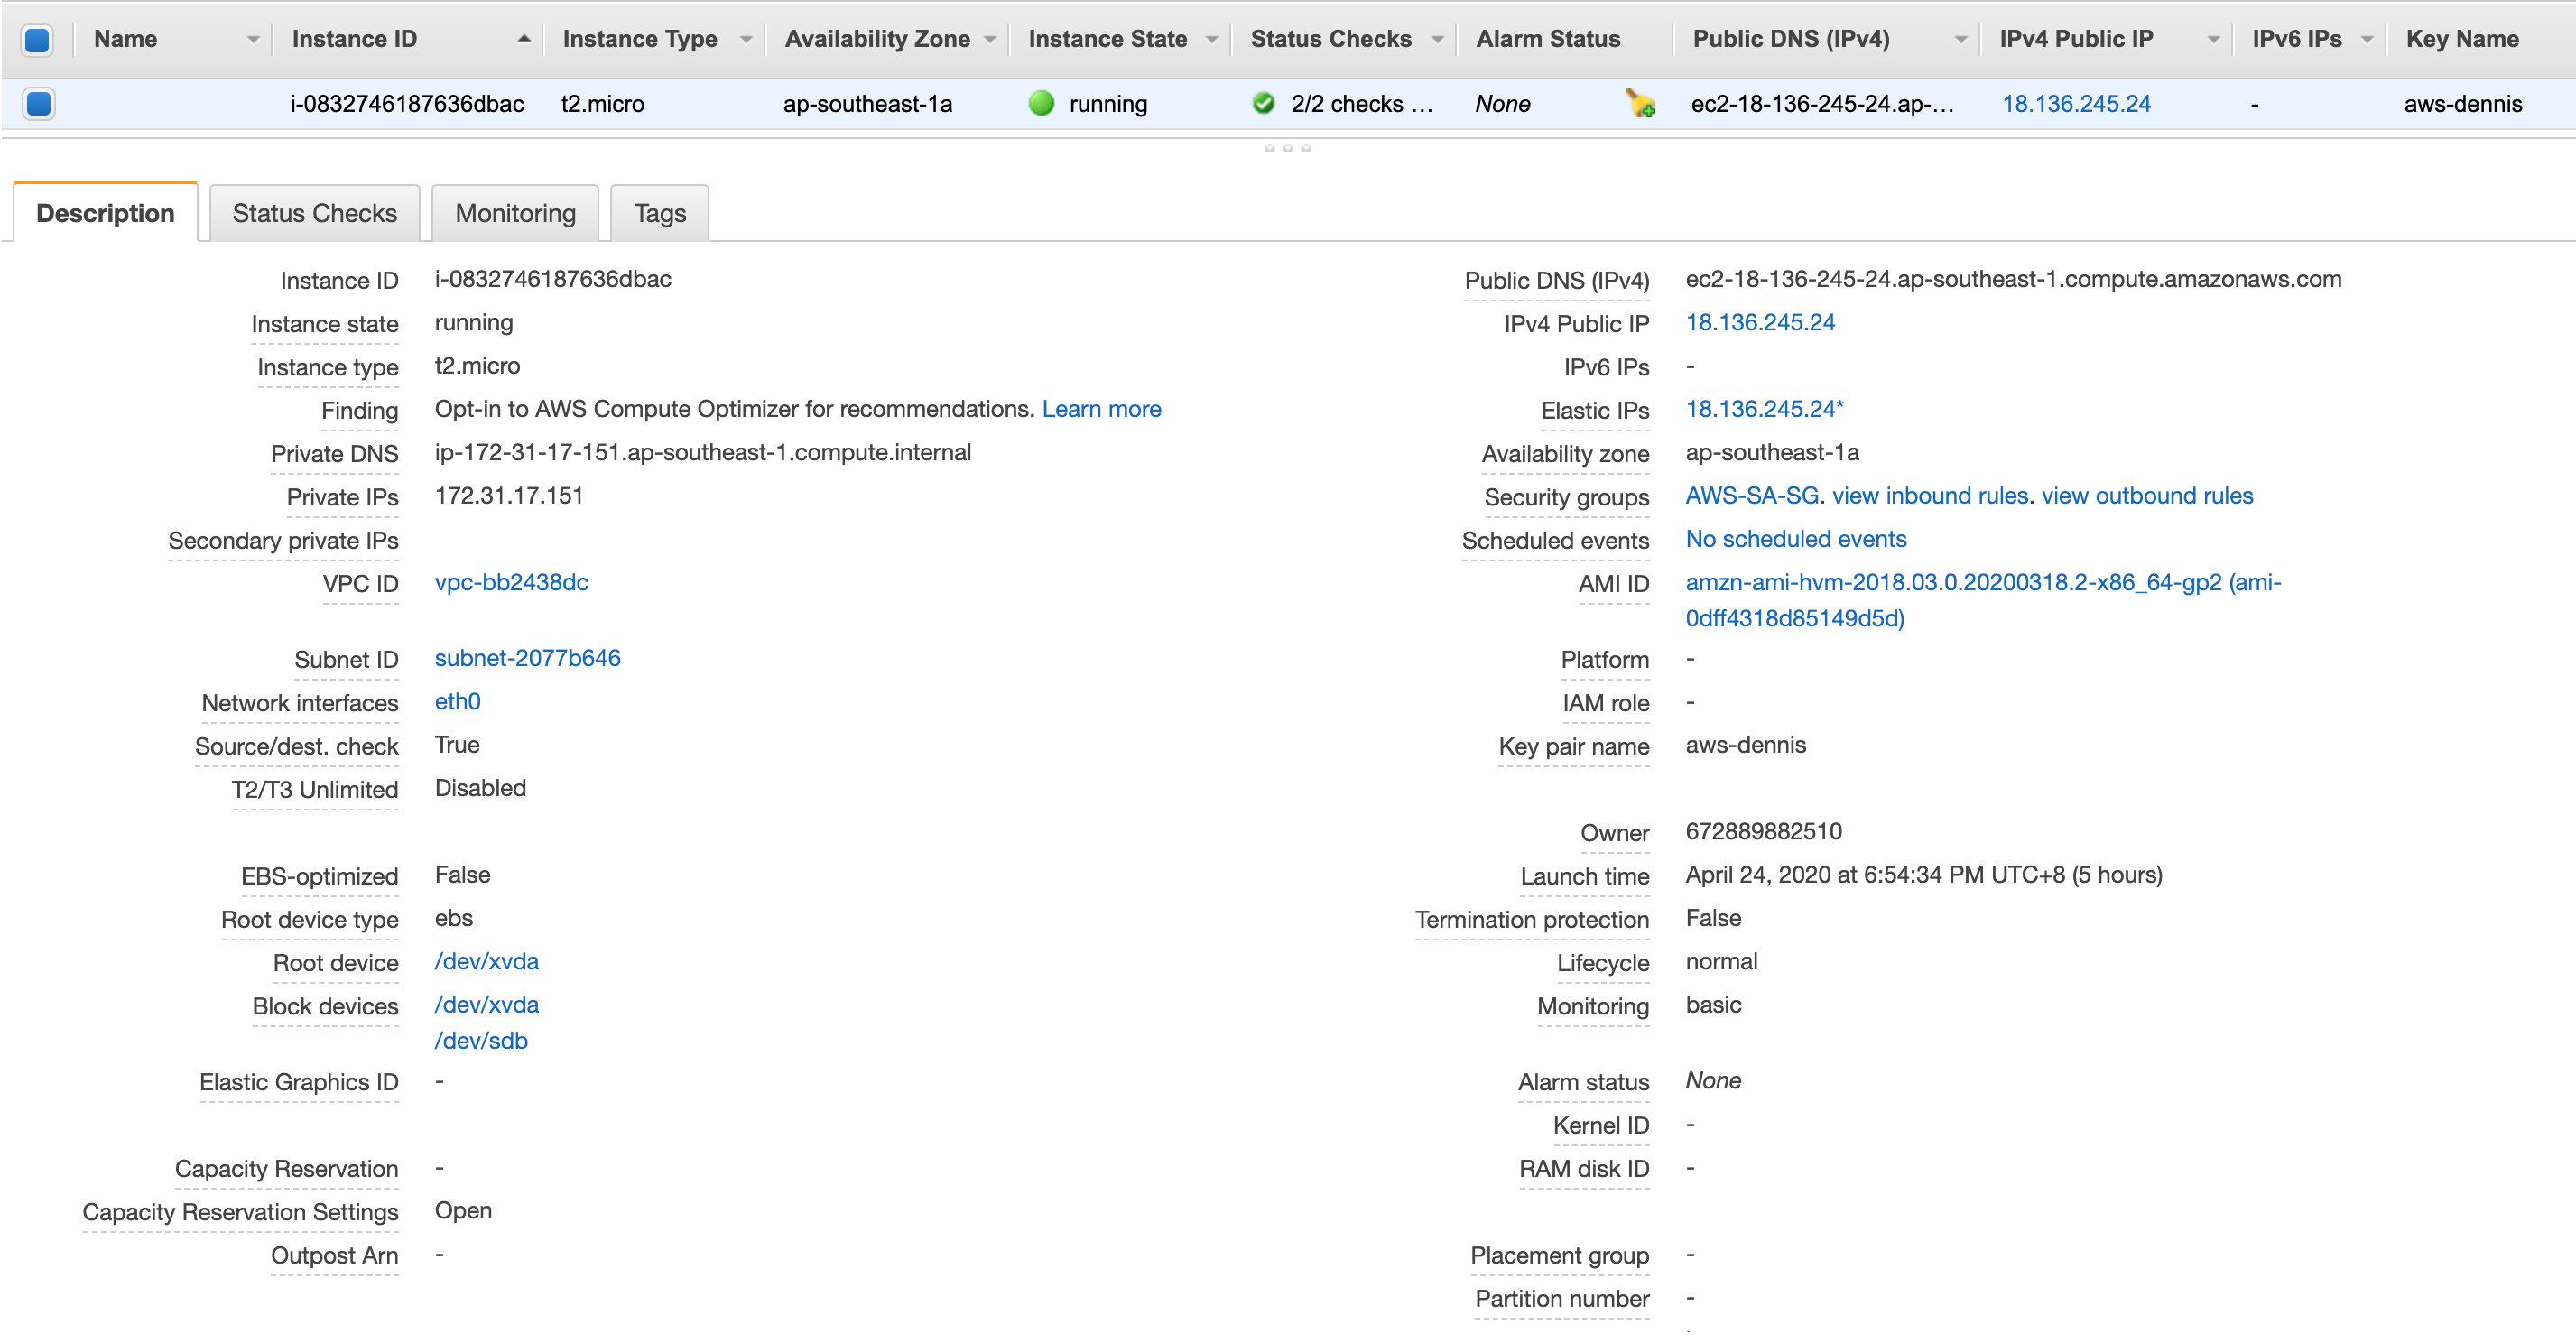 Name Instance ID Instance Type Availability Zone Instance State Status Checks Alarm Status Public DNS (IPv4) IPv4 Public IP IPv6 IPs Key Name
i-0832746187636dbac t2.micro ap-southeast-1a running 2/2 checks … None ec2-18-136-245-24.ap-… 18.136.245.24 - aws-dennis
Description Status Checks Monitoring Tags
Instance ID i-0832746187636dbac
Instance state running
Instance type t2.micro
Finding Opt-in to AWS Compute Optimizer for recommendations. Learn more
Private DNS ip-172-31-17-151.ap-southeast-1.compute.internal
Private IPs 172.31.17.151
Secondary private IPs
VPC ID vpc-bb2438dc
Subnet ID subnet-2077b646
Network interfaces eth0
Source/dest. check True
T2/T3 Unlimited Disabled
EBS-optimized False
Root device type ebs
Root device /dev/xvda
Block devices /dev/xvda
/dev/sdb
Elastic Graphics ID -
Capacity Reservation -
Capacity Reservation Settings Open
Outpost Arn -
Public DNS (IPv4) ec2-18-136-245-24.ap-southeast-1.compute.amazonaws.com
IPv4 Public IP 18.136.245.24
IPv6 IPs -
Elastic IPs 18.136.245.24*
Availability zone ap-southeast-1a
Security groups AWS-SA-SG. view inbound rules. view outbound rules
Scheduled events No scheduled events
AMI ID amzn-ami-hvm-2018.03.0.20200318.2-x86_64-gp2 (ami-
0dff4318d85149d5d)
Platform -
IAM role -
Key pair name aws-dennis
Owner 672889882510
Launch time April 24, 2020 at 6:54:34 PM UTC+8 (5 hours)
Termination protection False
Lifecycle normal
Monitoring basic
Alarm status None
Kernel ID -
RAM disk ID -
Placement group -
Partition number -